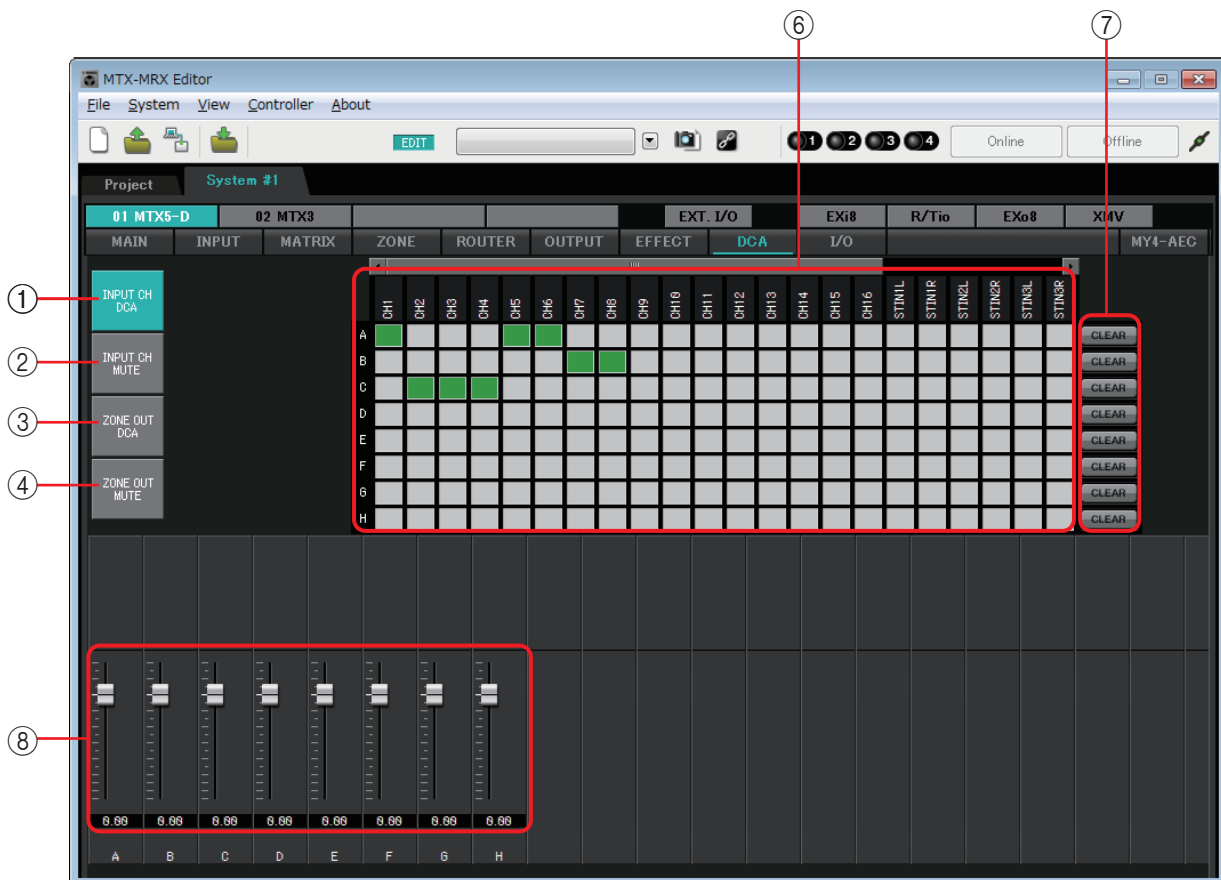 ⑥ ⑦
MTX-MRX Editor
File System View Controller About
EDIT 1 2 3 4 Online Offline
Project System #1
01 MTX5-D 02 MTX3 EXT. I/O EXi8 R/Tio EXo8 XMV
MAIN INPUT MATRIX ZONE ROUTER OUTPUT EFFECT DCA I/O MY4-AEC
CH1 CH2 CH3 CH4 CH5 CH6 CH7 CH8 CH9 CH10 CH11 CH12 CH13 CH14 CH15 CH16 STIN1L STIN1R STIN2L STIN2R STIN3L STIN3R
① INPUT CH
DCA
② INPUT CH
MUTE
③ ZONE OUT
DCA
④ ZONE OUT
MUTE
A CLEAR
B CLEAR
C CLEAR
D CLEAR
E CLEAR
F CLEAR
G CLEAR
H CLEAR
⑧
0.00 0.00 0.00 0.00 0.00 0.00 0.00 0.00
A B C D E F G H